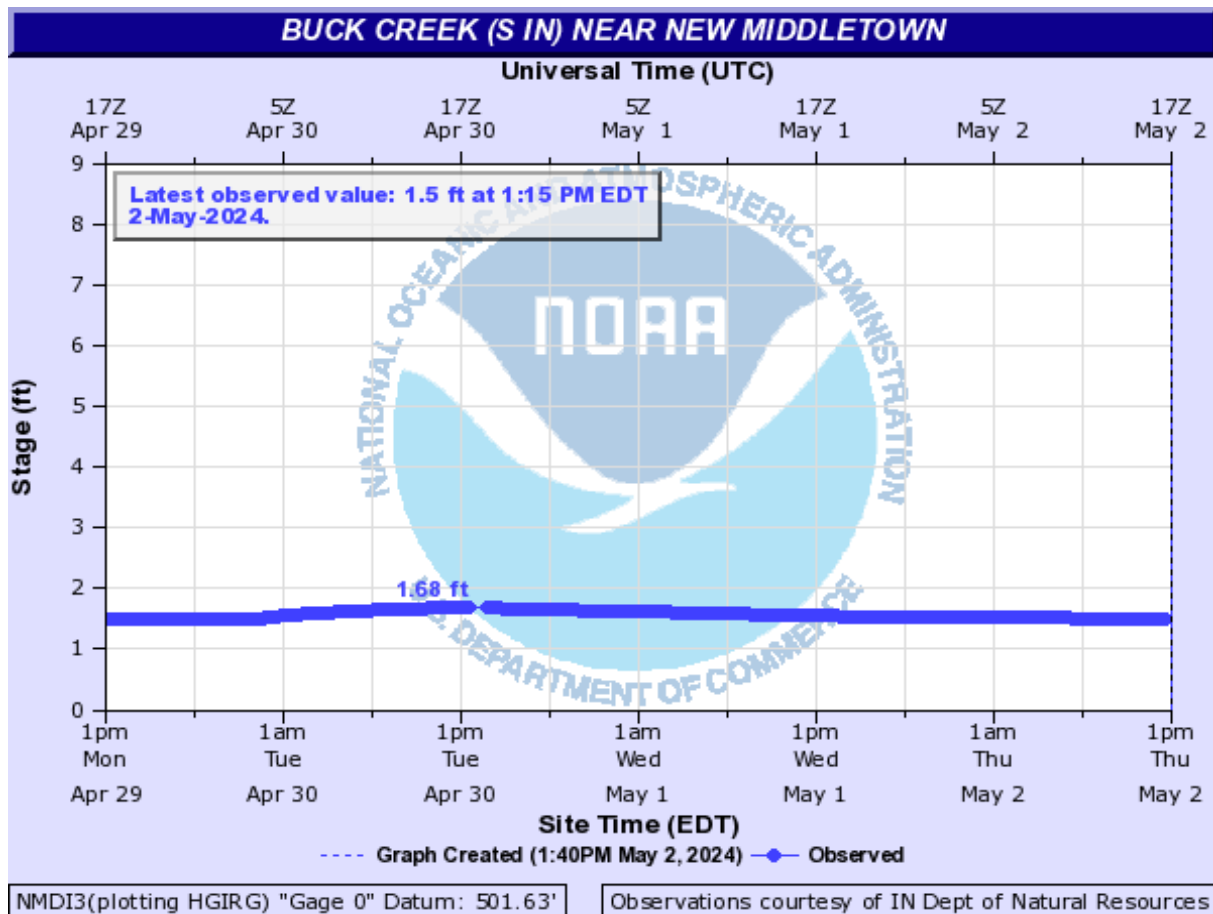 BUCK CREEK (S IN) NEAR NEW MIDDLETOWN
Universal Time (UTC)
17Z 5Z 17Z 5Z 17Z 5Z 17Z
Apr 29 Apr 30 Apr 30 May 1 May 1 May 2 May 2
Latest observed value: 1.5 ft at 1:15 PM EDT
2-May-2024.
NATIONAL OCEANIC AND ATMOSPHERIC ADMINISTRATION
NOAA
U.S. DEPARTMENT OF COMMERCE
Stage (ft)
9
8
7
6
5
4
3
2
1
0
1.68 ft
1pm 1am 1pm 1am 1pm 1am 1pm
Mon Tue Tue Wed Wed Thu Thu
Apr 29 Apr 30 Apr 30 May 1 May 1 May 2 May 2
Site Time (EDT)
Graph Created (1:40PM May 2, 2024) Observed
NMDI3(plotting HGIRG) "Gage 0" Datum: 501.63'
Observations courtesy of IN Dept of Natural Resources